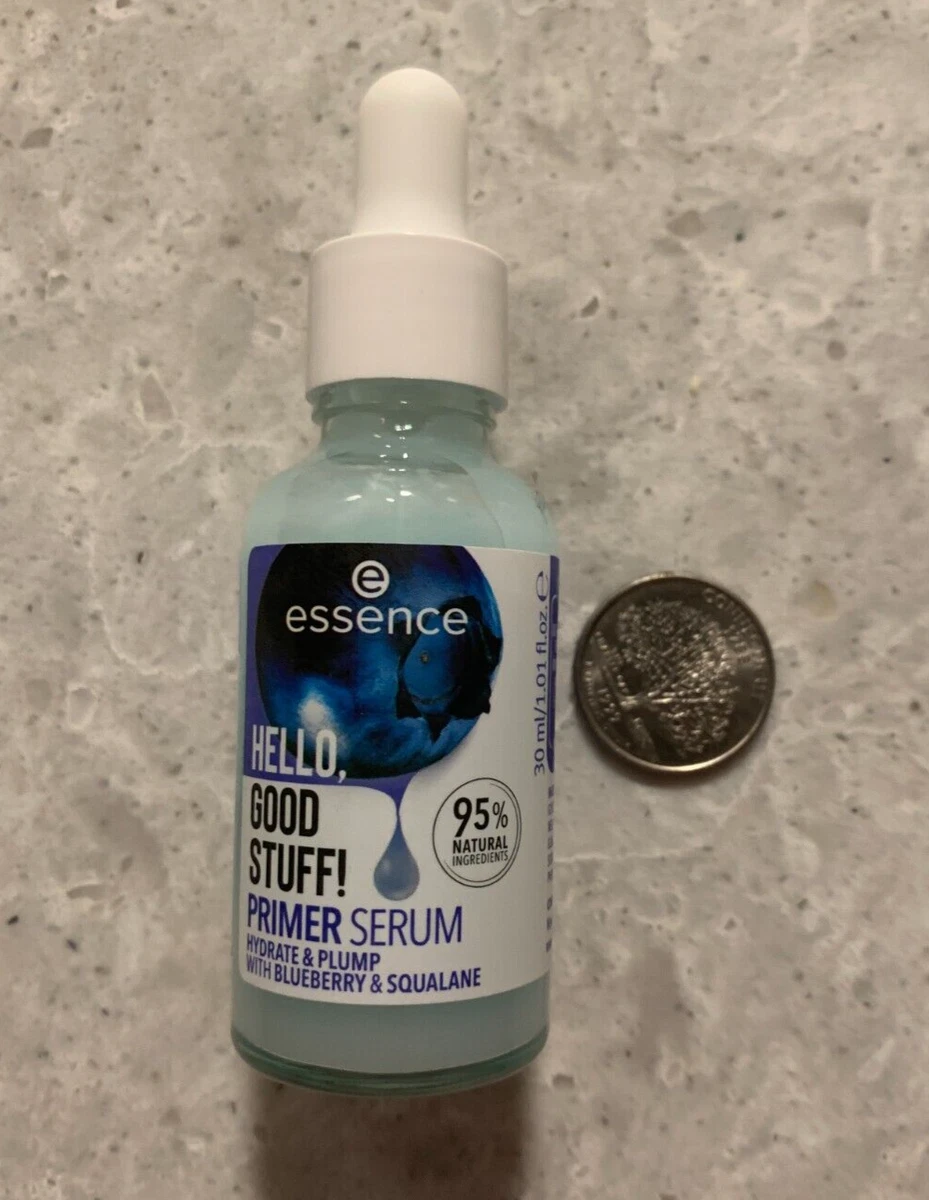 e
essence
HELLO,
GOOD
STUFF!
95%
NATURAL
INGREDIENTS
PRIMER SERUM
HYDRATE & PLUMP
WITH BLUEBERRY & SQUALANE
30 ml/1.01 fl.oz. e